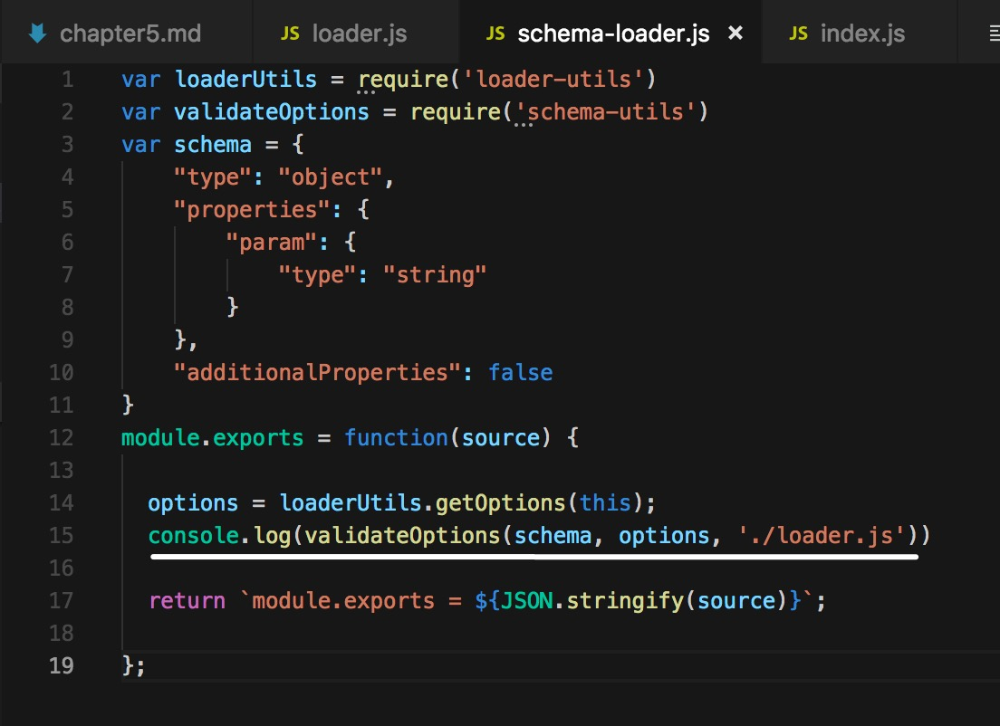 chapter5.md JS loader.js JS schema-loader.js × JS index.js
1 var loaderUtils = require('loader-utils')
2 var validateOptions = require('schema-utils')
3 var schema = {
4 "type": "object",
5 "properties": {
6 "param": {
7 "type": "string"
8 }
9 },
10 "additionalProperties": false
11 }
12 module.exports = function(source) {
13
14 options = loaderUtils.getOptions(this);
15 console.log(validateOptions(schema, options, './loader.js'))
16
17 return `module.exports = ${JSON.stringify(source)}`;
18
19 };